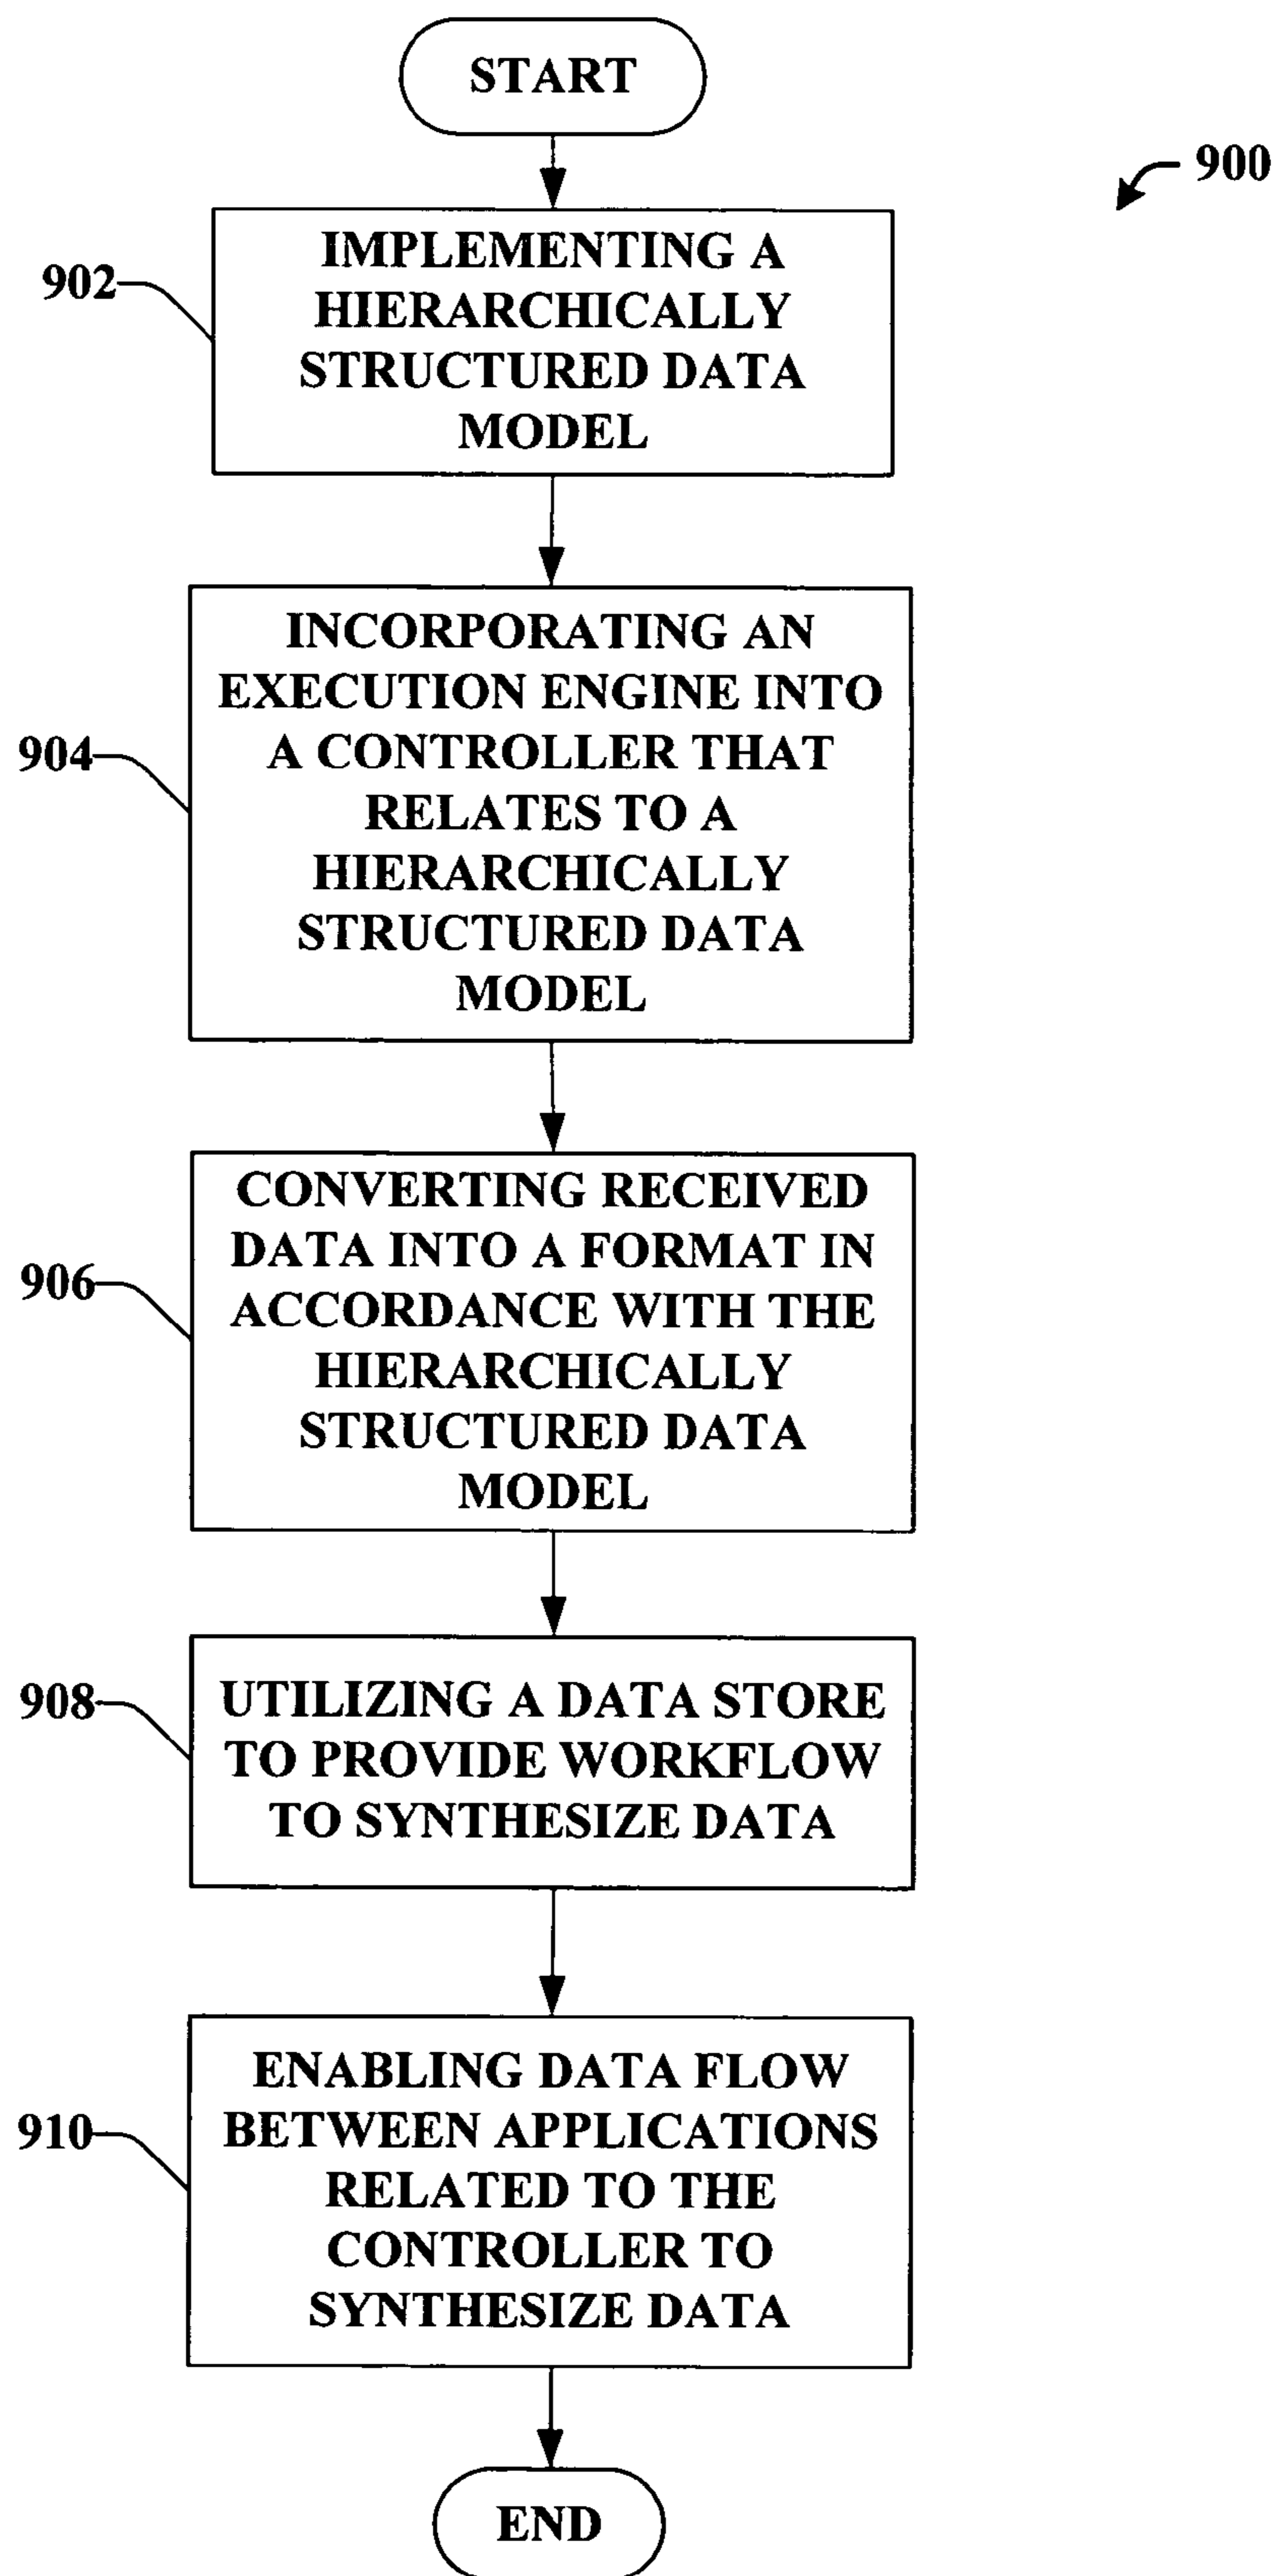 START
900
902
IMPLEMENTING A
HIERARCHICALLY
STRUCTURED DATA
MODEL
904
INCORPORATING AN
EXECUTION ENGINE INTO
A CONTROLLER THAT
RELATES TO A
HIERARCHICALLY
STRUCTURED DATA
MODEL
906
CONVERTING RECEIVED
DATA INTO A FORMAT IN
ACCORDANCE WITH THE
HIERARCHICALLY
STRUCTURED DATA
MODEL
908
UTILIZING A DATA STORE
TO PROVIDE WORKFLOW
TO SYNTHESIZE DATA
910
ENABLING DATA FLOW
BETWEEN APPLICATIONS
RELATED TO THE
CONTROLLER TO
SYNTHESIZE DATA
END